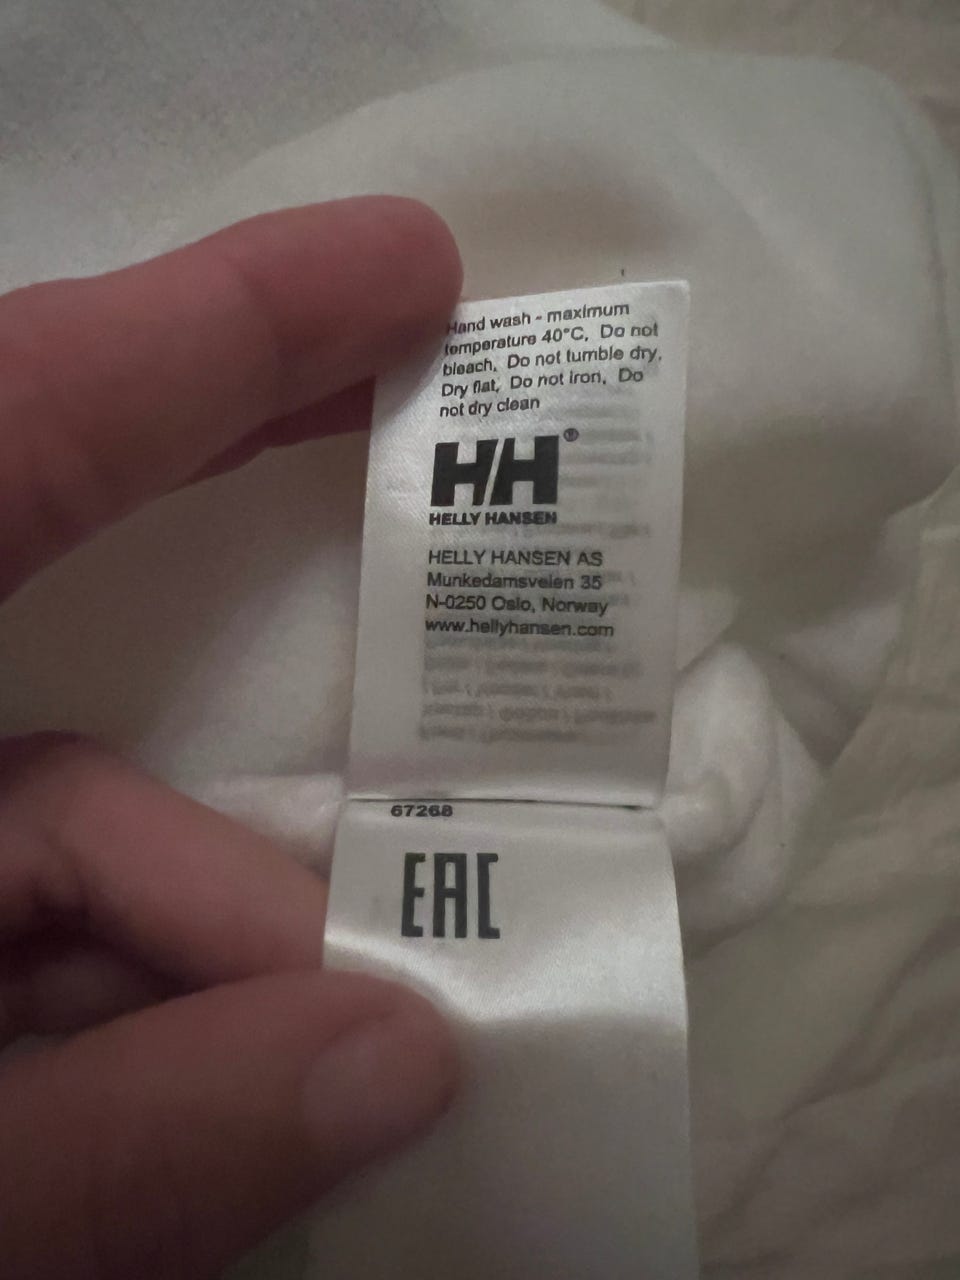 Hand wash - maximum
temperature 40°C, Do not
bleach, Do not tumble dry,
Dry flat, Do not iron, Do
not dry clean
HH®
HELLY HANSEN
HELLY HANSEN AS
Munkedamsveien 35
N-0250 Oslo, Norway
www.hellyhansen.com
67268
EAC